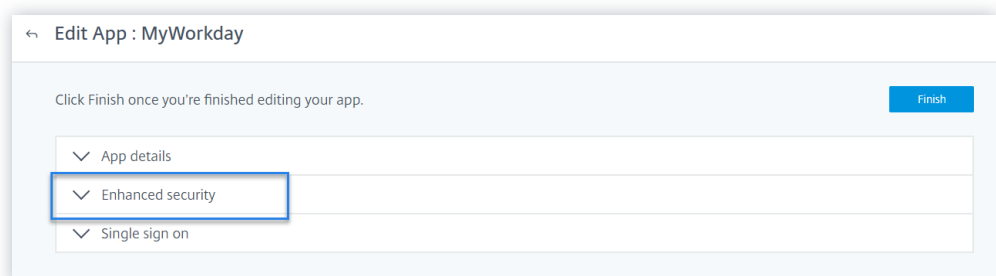 Edit App : MyWorkday
Click Finish once you're finished editing your app.
Finish
App details
Enhanced security
Single sign on